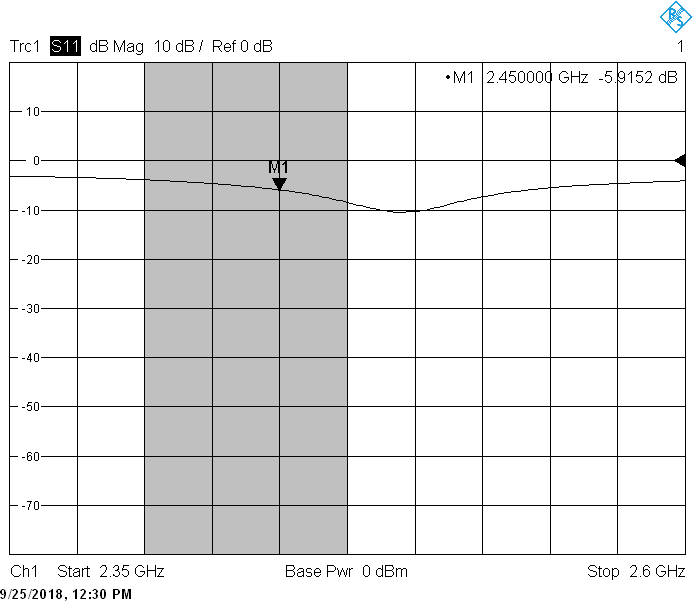 Trc1 S11 dB Mag 10 dB / Ref 0 dB 1
•M1 2.450000 GHz -5.9152 dB
10
M1
0
-10
-20
-30
-40
-50
-60
-70
Ch1 Start 2.35 GHz Base Pwr 0 dBm Stop 2.6 GHz
9/25/2018, 12:30 PM